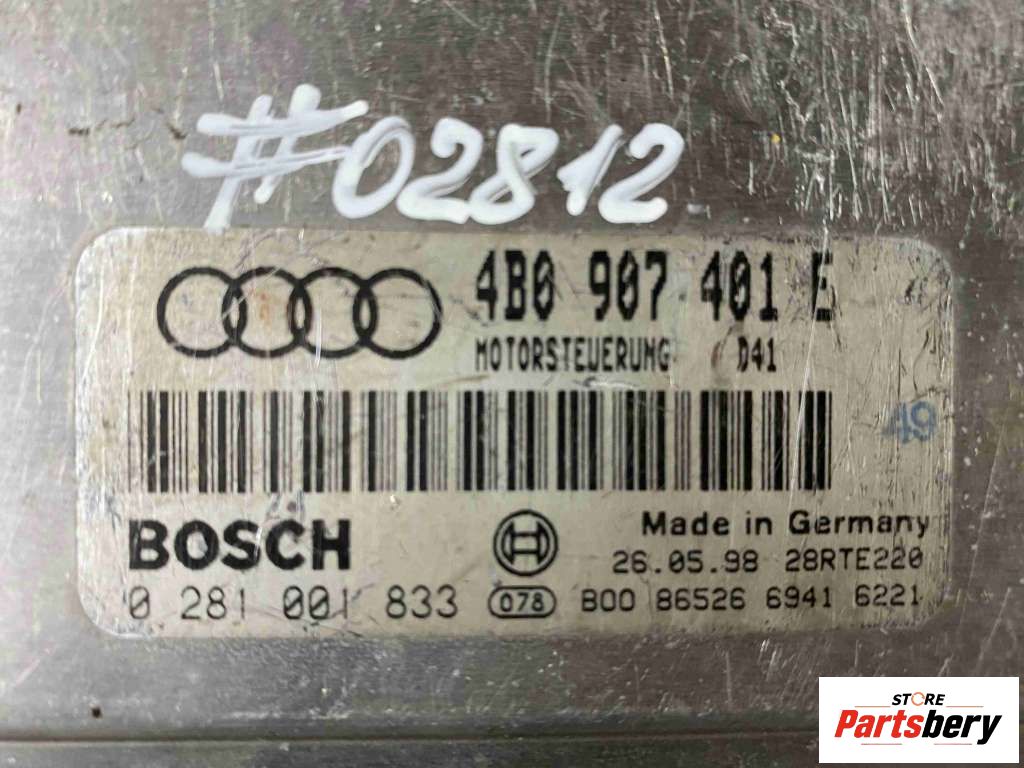 #02812
4B0 907 401 E
MOTORSTEUERUNG D41
49
BOSCH
Made in Germany
26.05.98 28RTE220
0 281 001 833 078 B00 86526 6941 6221
STORE
Partsbery